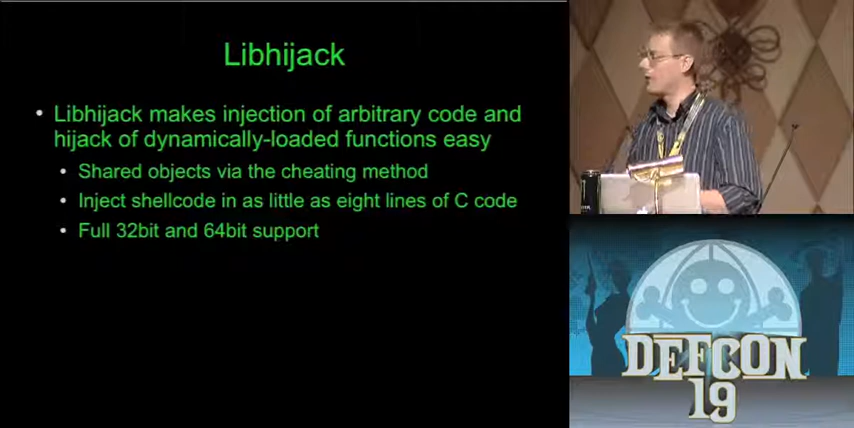 Libhijack
• Libhijack makes injection of arbitrary code and
hijack of dynamically-loaded functions easy
• Shared objects via the cheating method
• Inject shellcode in as little as eight lines of C code
• Full 32bit and 64bit support
DEFCON
19